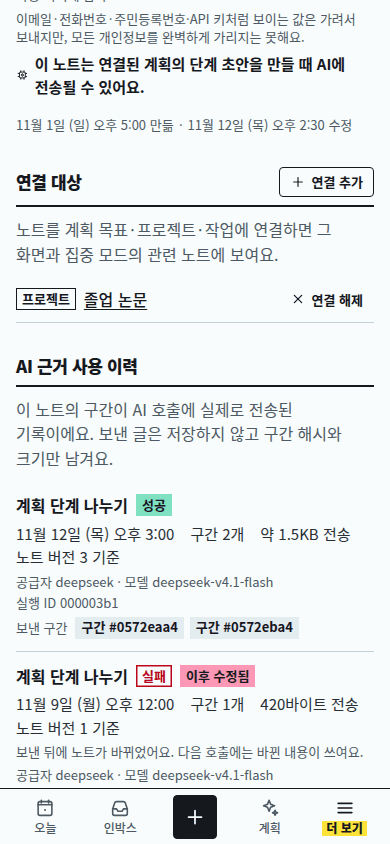 이메일·전화번호·주민등록번호·API 키처럼 보이는 값은 가려서
보내지만, 모든 개인정보를 완벽하게 가리지는 못해요.
이 노트는 연결된 계획의 단계 초안을 만들 때 AI에
전송될 수 있어요.
11월 1일 (일) 오후 5:00 만듦 · 11월 12일 (목) 오후 2:30 수정
연결 대상
연결 추가
노트를 계획 목표·프로젝트·작업에 연결하면 그
화면과 집중 모드의 관련 노트에 보여요.
프로젝트 졸업 논문 연결 해제
AI 근거 사용 이력
이 노트의 구간이 AI 호출에 실제로 전송된
기록이에요. 보낸 글은 저장하지 않고 구간 해시와
크기만 남겨요.
계획 단계 나누기 성공
11월 12일 (목) 오후 3:00 구간 2개 약 1.5KB 전송
노트 버전 3 기준
공급자 deepseek · 모델 deepseek-v4.1-flash
실행 ID 000003b1
보낸 구간 구간 #0572eaa4 구간 #0572eba4
계획 단계 나누기 실패 이후 수정됨
11월 9일 (월) 오후 12:00 구간 1개 420바이트 전송
노트 버전 1 기준
보낸 뒤에 노트가 바뀌었어요. 다음 호출에는 바뀐 내용이 쓰여요.
공급자 deepseek · 모델 deepseek-v4.1-flash
오늘 인박스 계획 더 보기